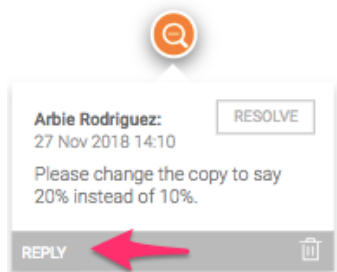 Arbie Rodriguez:
RESOLVE
27 Nov 2018 14:10
Please change the copy to say
20% instead of 10%.
REPLY